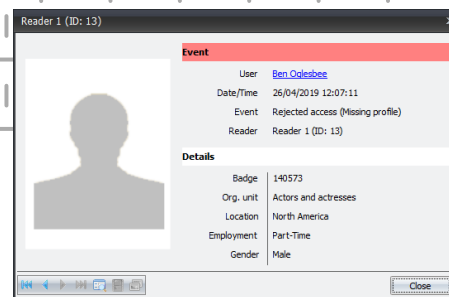 Reader 1 (ID: 13)
Event
User Ben Oglesbee
Date/Time 26/04/2019 12:07:11
Event Rejected access (Missing profile)
Reader Reader 1 (ID: 13)
Details
Badge 140573
Org. unit Actors and actresses
Location North America
Employment Part-Time
Gender Male
Close